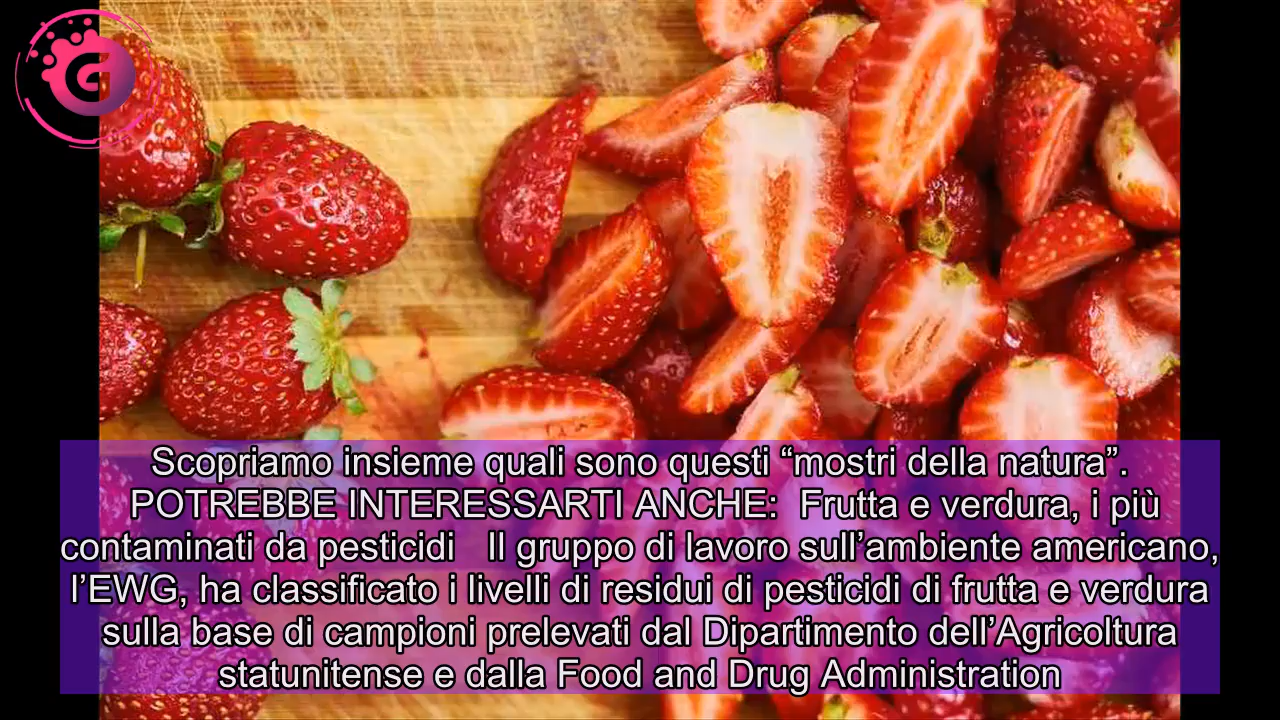 G
Scopriamo insieme quali sono questi “mostri della natura”.
POTREBBE INTERESSARTI ANCHE:  Frutta e verdura, i più
contaminati da pesticidi   Il gruppo di lavoro sull’ambiente americano,
l’EWG, ha classificato i livelli di residui di pesticidi di frutta e verdura
sulla base di campioni prelevati dal Dipartimento dell’Agricoltura
statunitense e dalla Food and Drug Administration